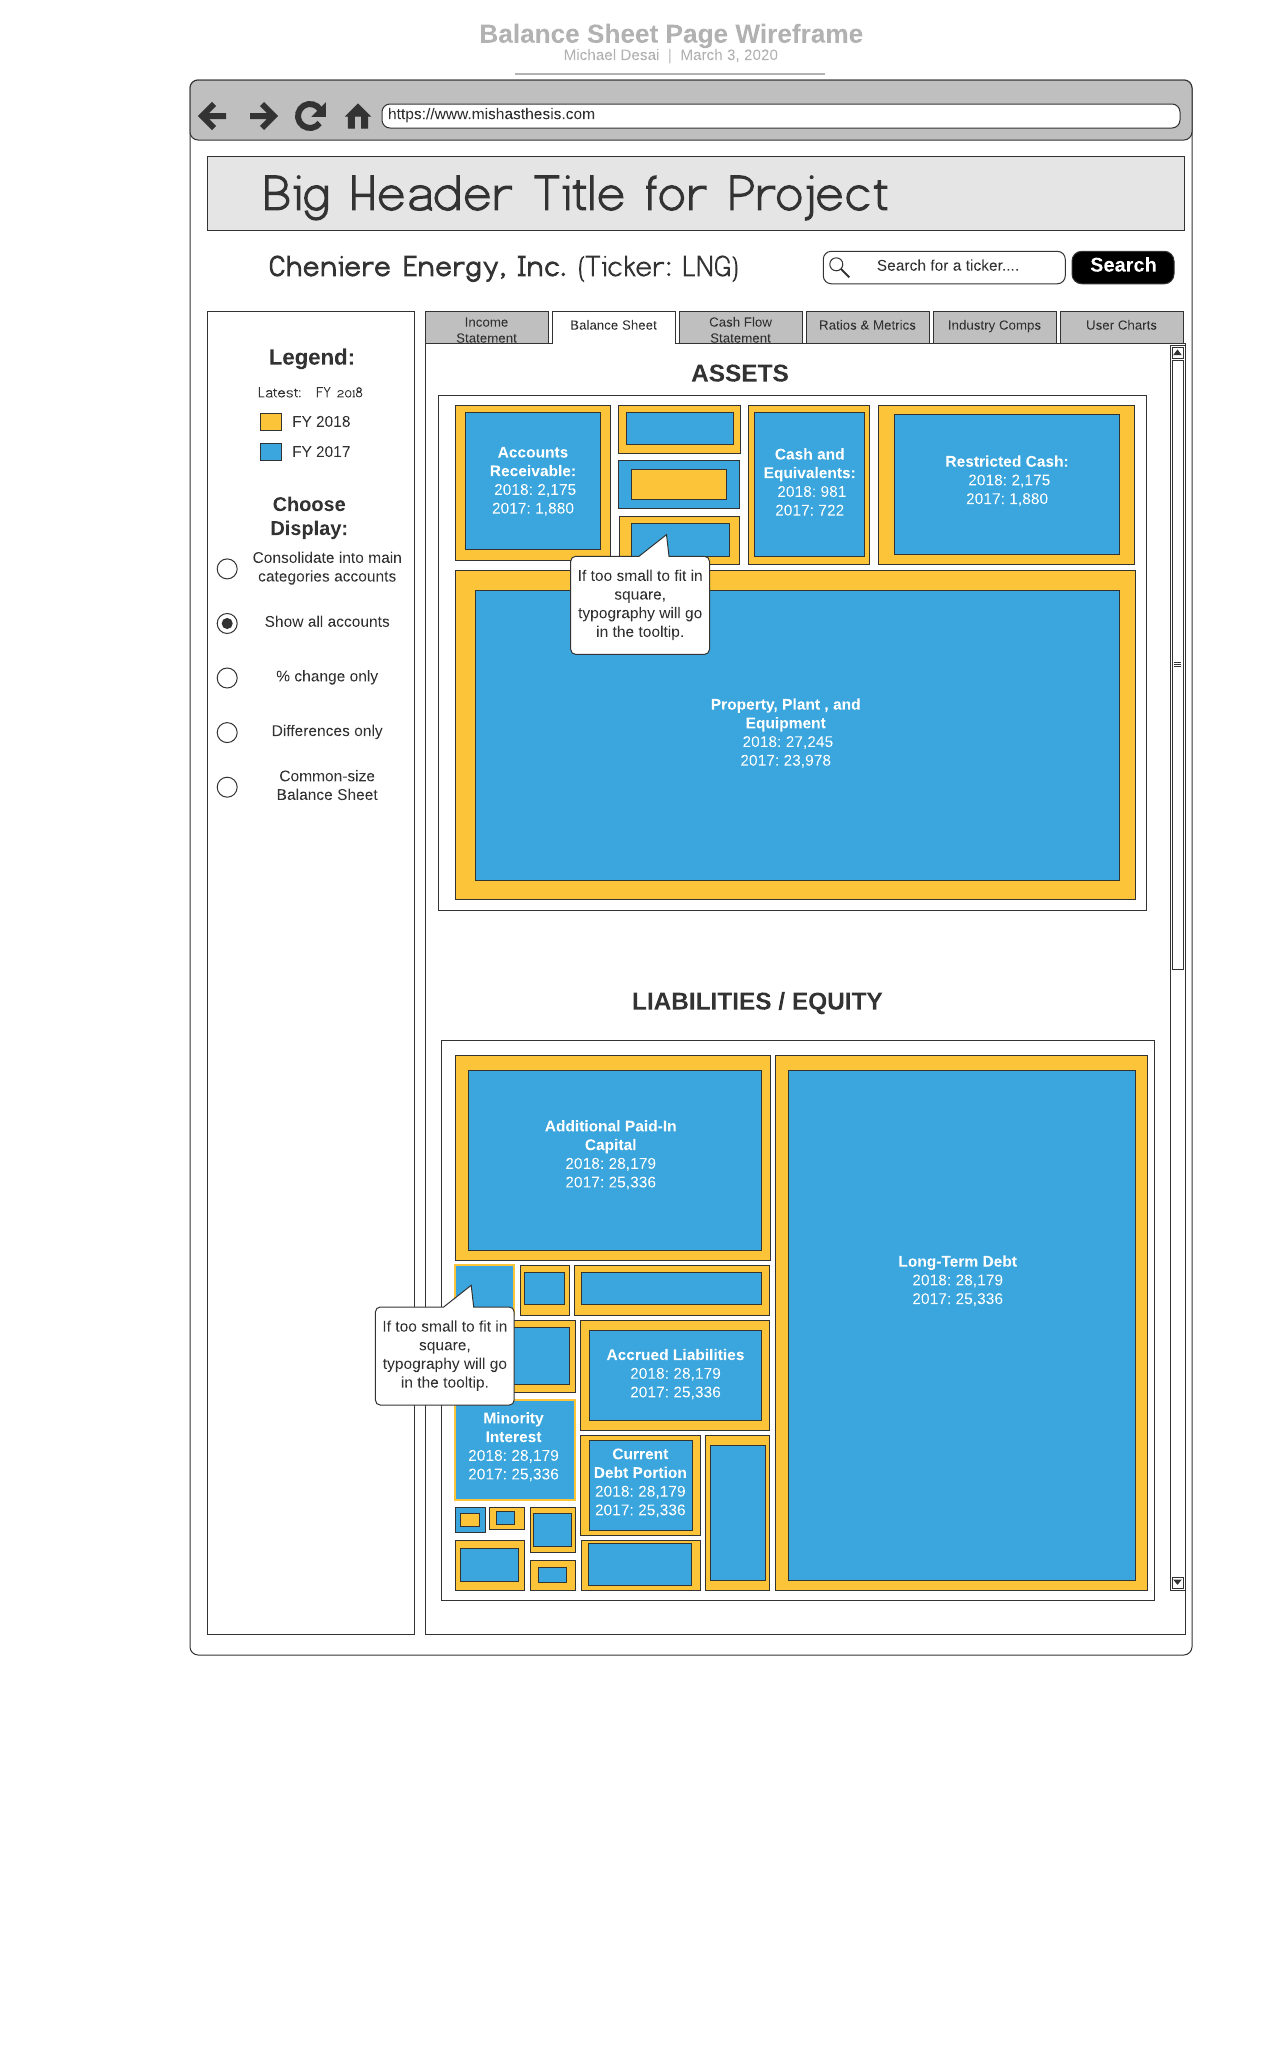 Balance Sheet Page Wireframe
Michael Desai | March 3, 2020
https://www.mishasthesis.com
Big Header Title for Project
Cheniere Energy, Inc. (Ticker: LNG)
Search for a ticker....
Search
Legend:
Latest: FY 2018
FY 2018
FY 2017
Choose
Display:
Consolidate into main
categories accounts
Show all accounts
% change only
Differences only
Common-size
Balance Sheet
Income
Statement
Balance Sheet
Cash Flow
Statement
Ratios & Metrics
Industry Comps
User Charts
ASSETS
Accounts
Receivable:
2018: 2,175
2017: 1,880
Cash and
Equivalents:
2018: 981
2017: 722
Restricted Cash:
2018: 2,175
2017: 1,880
If too small to fit in
square,
typography will go
in the tooltip.
Property, Plant , and
Equipment
2018: 27,245
2017: 23,978
LIABILITIES / EQUITY
Additional Paid-In
Capital
2018: 28,179
2017: 25,336
Long-Term Debt
2018: 28,179
2017: 25,336
If too small to fit in
square,
typography will go
in the tooltip.
Accrued Liabilities
2018: 28,179
2017: 25,336
Minority
Interest
2018: 28,179
2017: 25,336
Current
Debt Portion
2018: 28,179
2017: 25,336